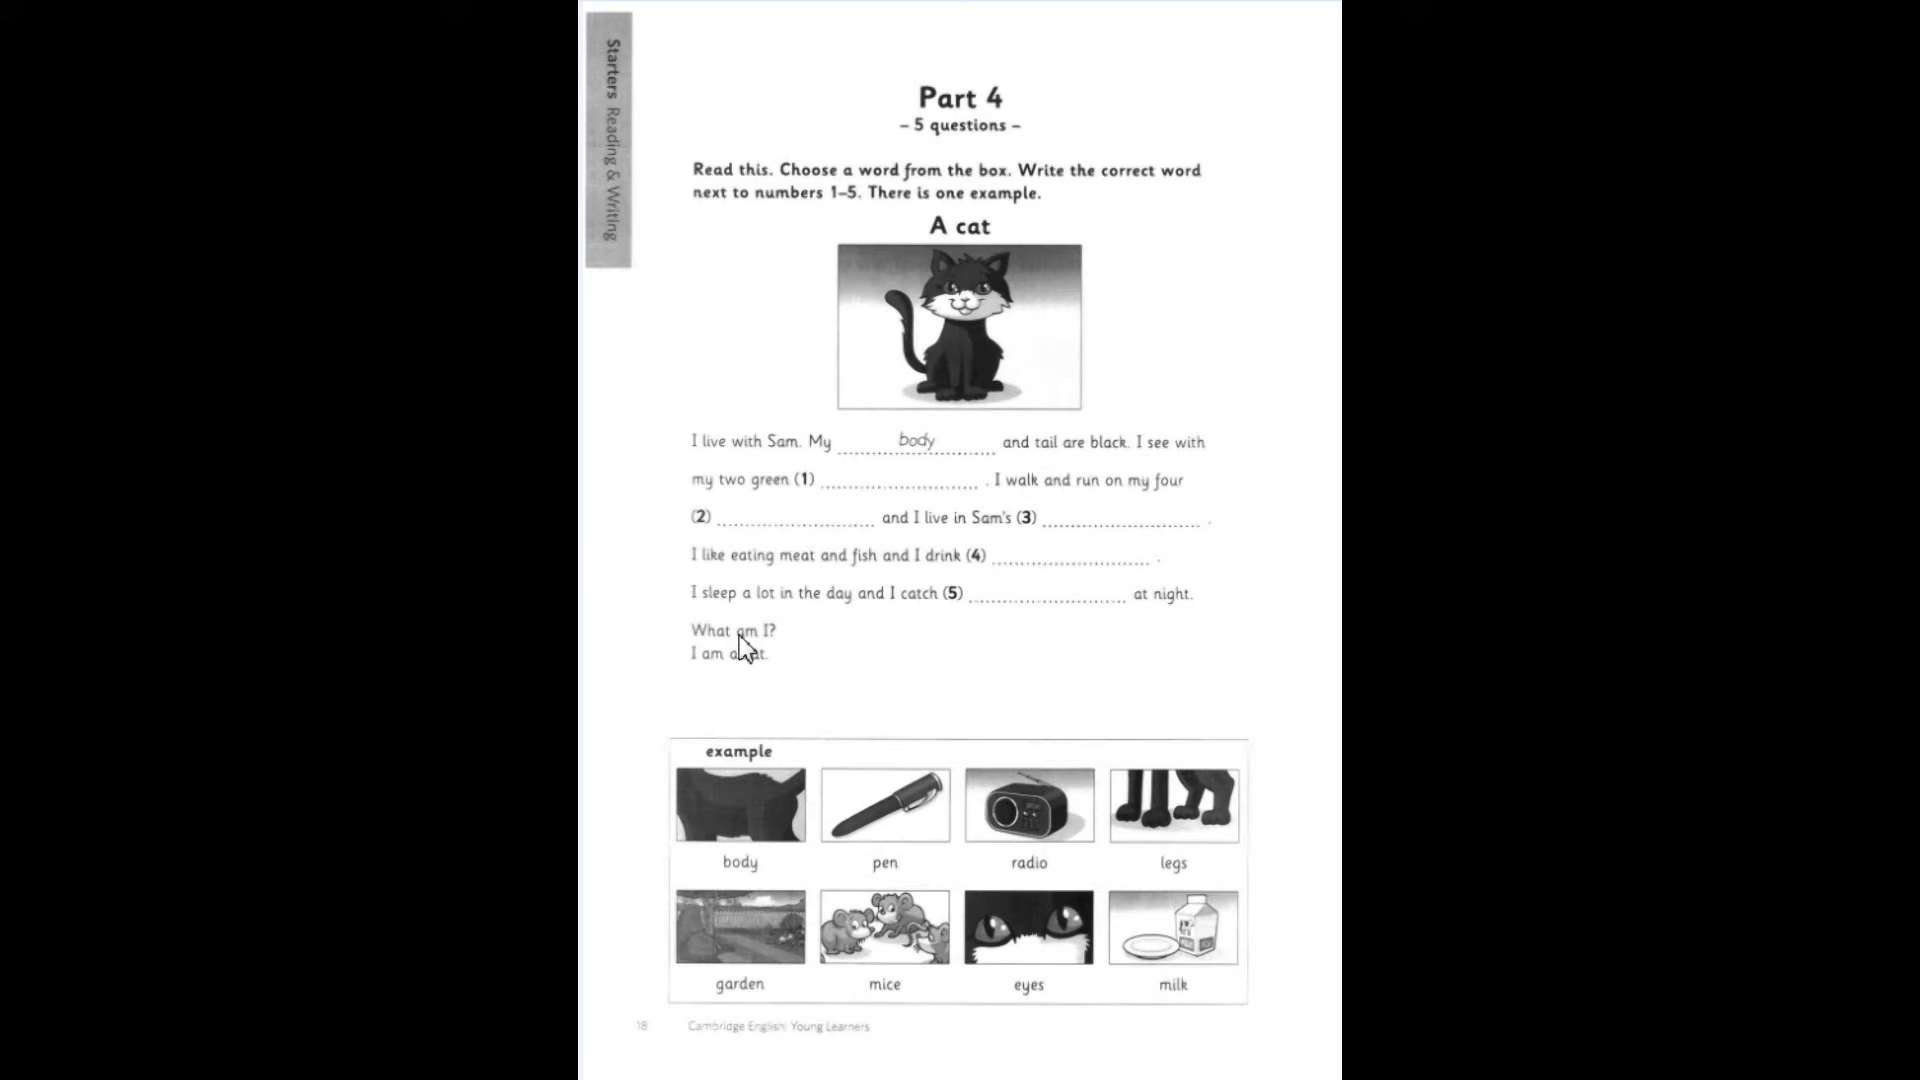 Starters Reading & Writing
Part 4
– 5 questions –
Read this. Choose a word from the box. Write the correct word
next to numbers 1–5. There is one example.
A cat
I live with Sam. My body and tail are black. I see with
my two green (1) . I walk and run on my four
(2) and I live in Sam's (3) .
I like eating meat and fish and I drink (4) .
I sleep a lot in the day and I catch (5) at night.
What am I?
I am a
example
body pen radio legs
garden mice eyes milk
18 Cambridge English: Young Learners